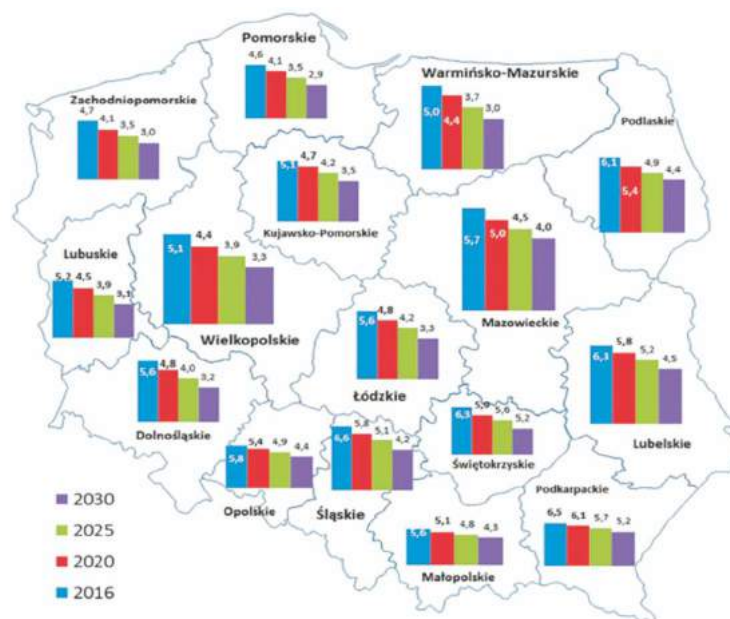 Pomorskie
4,6 4,1 3,5 2,9
Warmińsko-Mazurskie
5,0 4,4 3,7 3,0
Zachodniopomorskie
4,7 4,1 3,5 3,0
Podlaskie
6,1 5,4 4,9 4,4
5,1 4,7 4,2 3,5
Kujawsko-Pomorskie
5,7 5,0 4,5 4,0
Mazowieckie
Lubuskie
5,2 4,5 3,9 3,1
5,1 4,4 3,9 3,3
Wielkopolskie
5,6 4,8 4,2 3,3
Łódzkie
6,3 5,8 5,2 4,5
Lubelskie
5,6 4,8 4,0 3,2
Dolnośląskie
5,8 5,4 4,9 4,4
Opolskie
6,6 5,8 5,1 4,2
Śląskie
6,3 5,9 5,6 5,2
Świętokrzyskie
Podkarpackie
6,5 6,1 5,7 5,2
5,6 5,1 4,8 4,3
Małopolskie
2030
2025
2020
2016